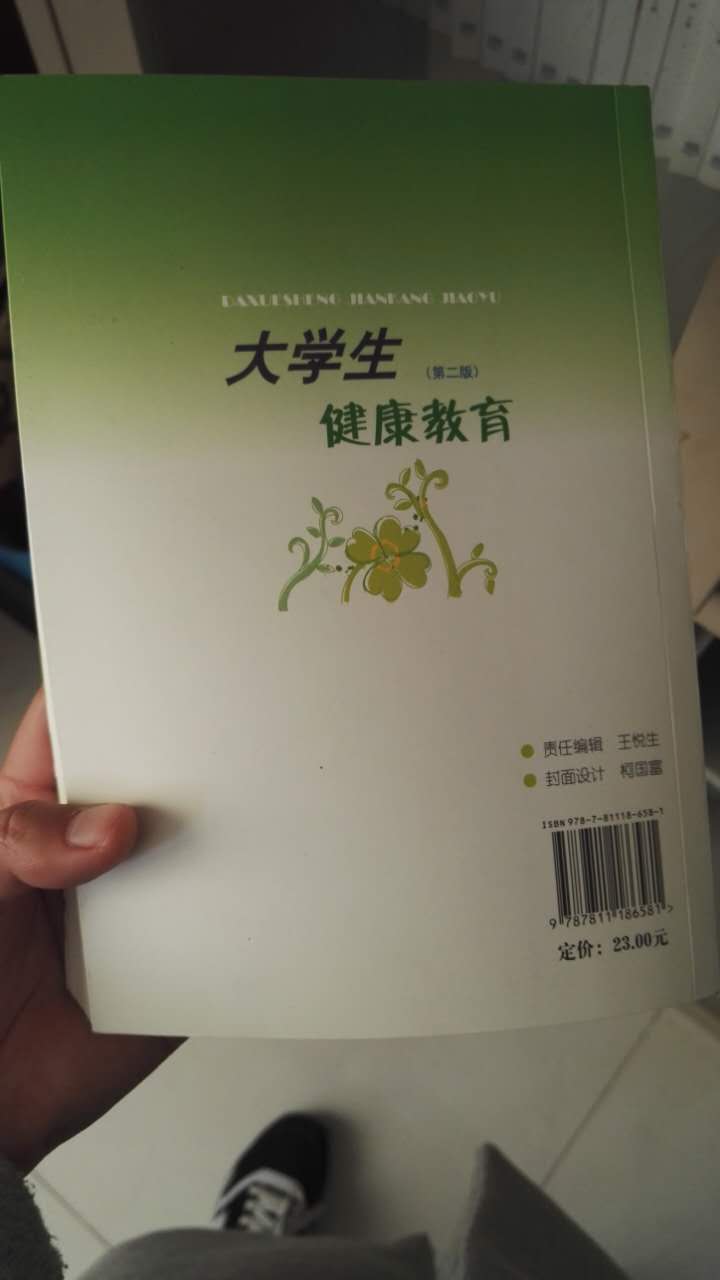 DAXUESHENG JIANKANG JIAOYU
大学生
(第二版)
健康教育
责任编辑 王悦生
封面设计 柯国富
ISBN 978-7-81118-658-1
9 787811 186581 >
定价：23.00元